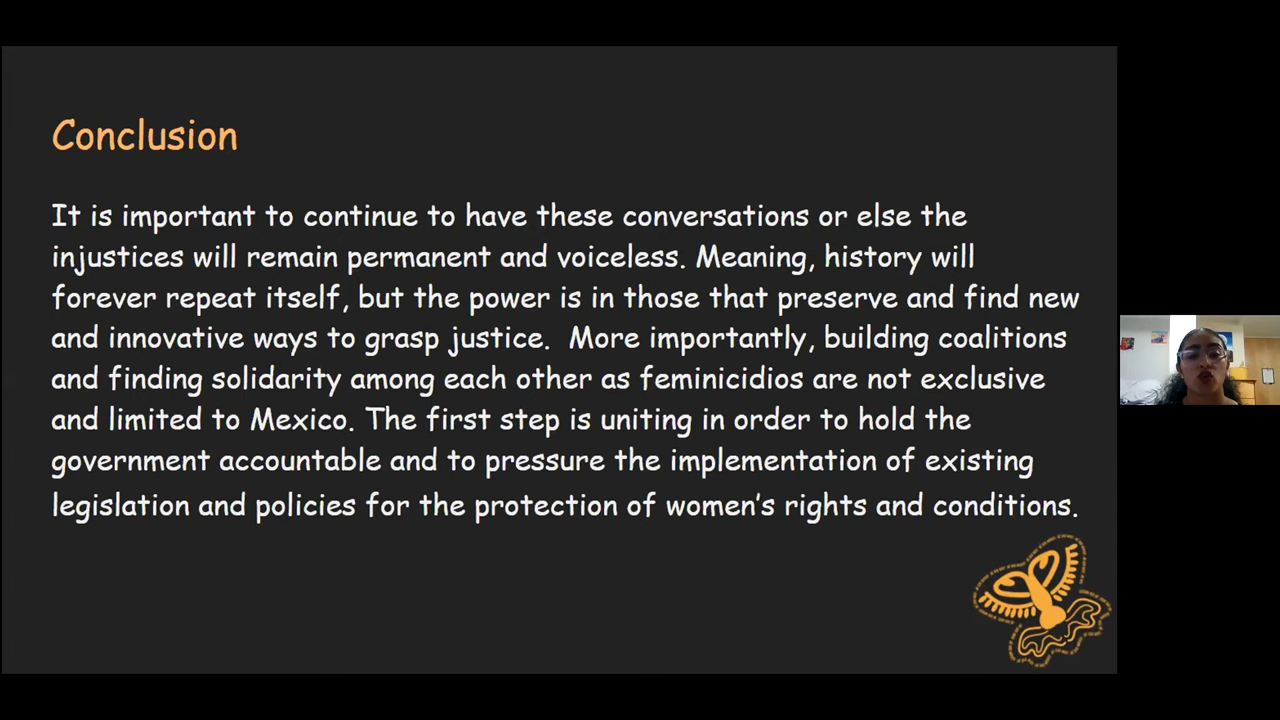 Conclusion
It is important to continue to have these conversations or else the
injustices will remain permanent and voiceless. Meaning, history will
forever repeat itself, but the power is in those that preserve and find new
and innovative ways to grasp justice.  More importantly, building coalitions
and finding solidarity among each other as feminicidios are not exclusive
and limited to Mexico. The first step is uniting in order to hold the
government accountable and to pressure the implementation of existing
legislation and policies for the protection of women’s rights and conditions.